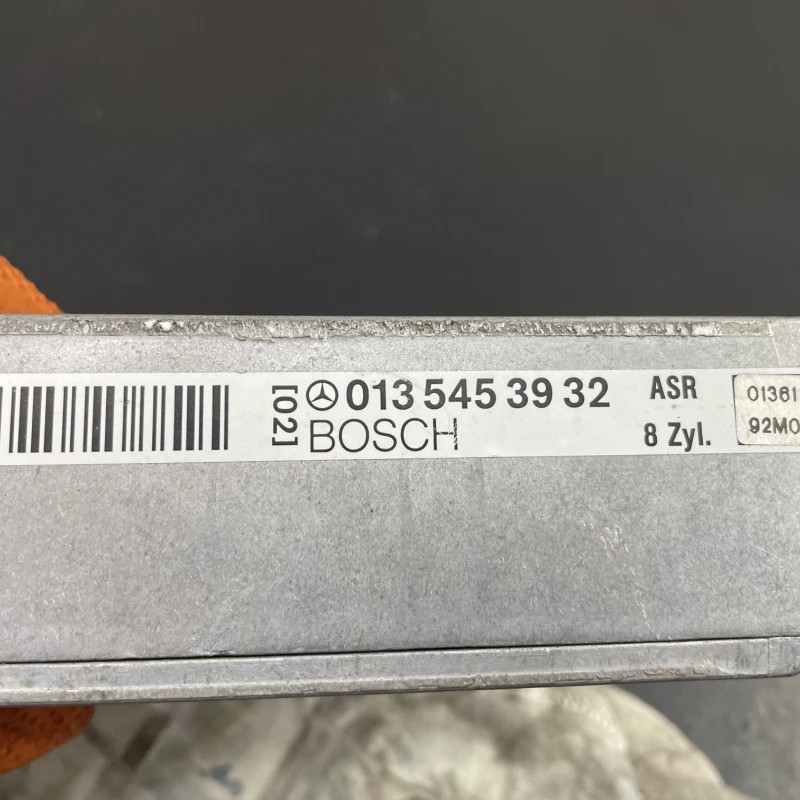 [02]
013 545 39 32
BOSCH
ASR
8 Zyl.
01361
92M0